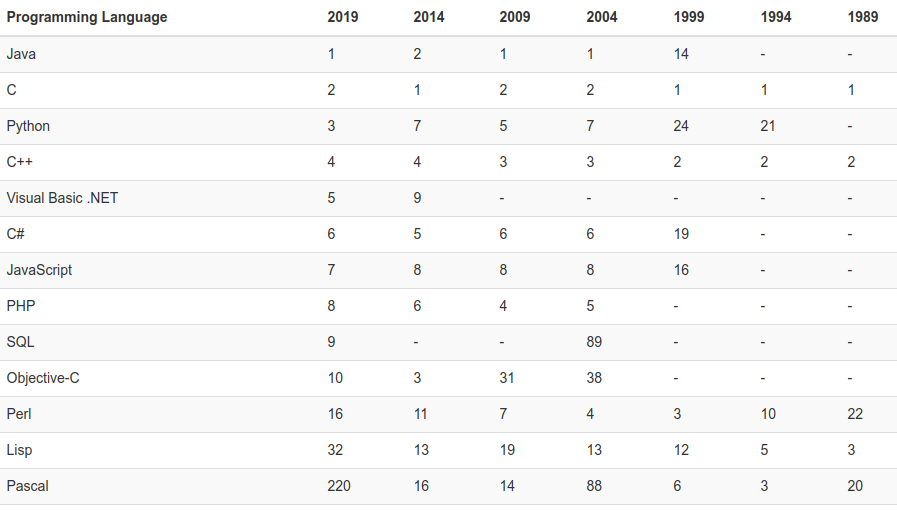 Programming Language 2019 2014 2009 2004 1999 1994 1989
Java 1 2 1 1 14 - -
C 2 1 2 2 1 1 1
Python 3 7 5 7 24 21 -
C++ 4 4 3 3 2 2 2
Visual Basic .NET 5 9 - - - - -
C# 6 5 6 6 19 - -
JavaScript 7 8 8 8 16 - -
PHP 8 6 4 5 - - -
SQL 9 - - 89 - - -
Objective-C 10 3 31 38 - - -
Perl 16 11 7 4 3 10 22
Lisp 32 13 19 13 12 5 3
Pascal 220 16 14 88 6 3 20